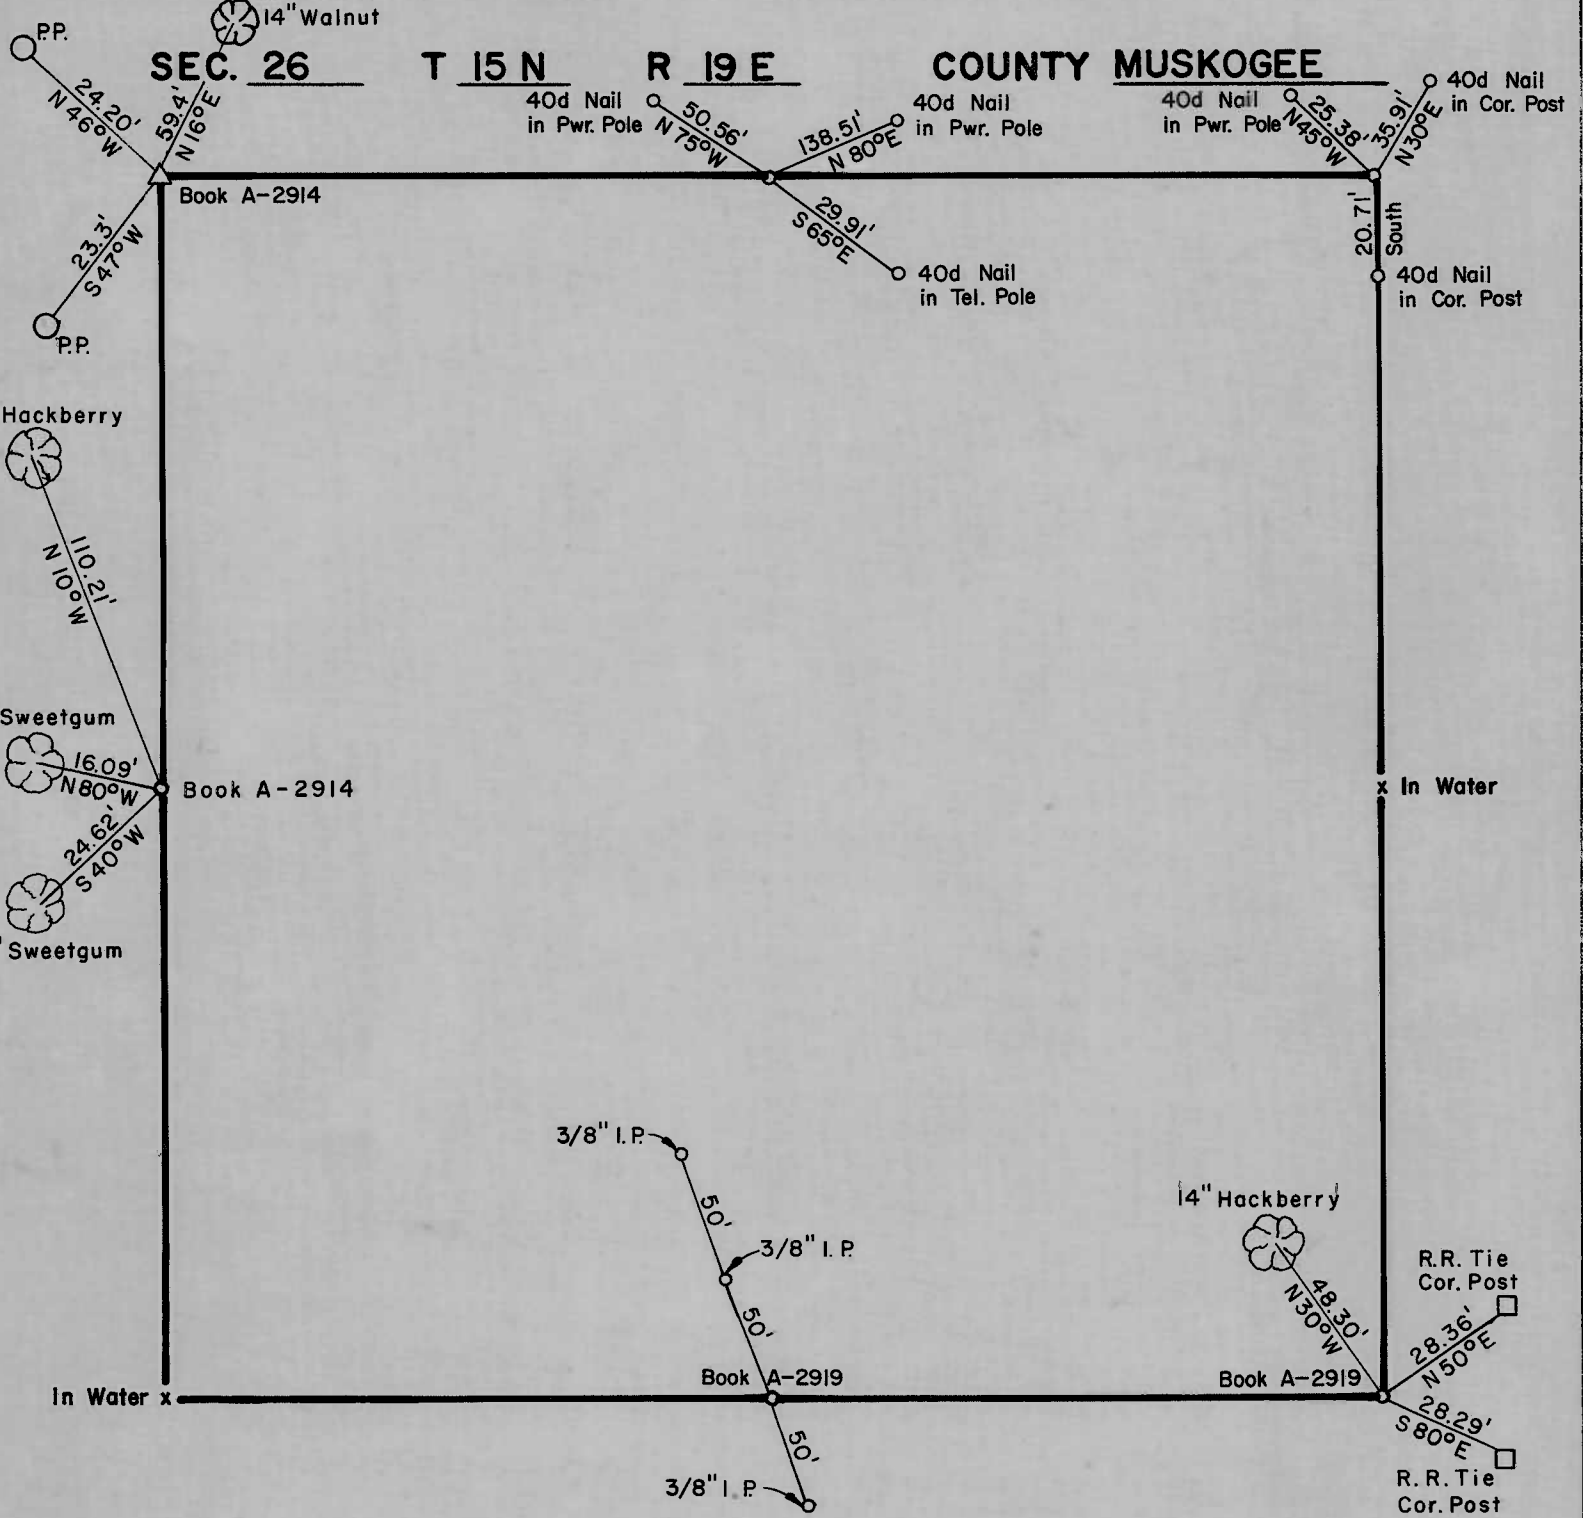 14" Walnut
P.P.
SEC. 26 T 15 N R 19 E COUNTY MUSKOGEE
24.20'
N 46° W
59.4'
N 16° E
40d Nail
in Pwr. Pole
50.56'
N 75° W
138.51'
N 80° E
40d Nail
in Pwr. Pole
40d Nail
in Pwr. Pole
25.38'
N 45° W
35.91'
N 30° E
40d Nail
in Cor. Post
Book A-2914
23.3'
S 47° W
P.P.
29.91'
S 65° E
40d Nail
in Tel. Pole
20.71'
South
40d Nail
in Cor. Post
Hackberry
110.21'
N 10° W
Sweetgum
16.09'
N 80° W
Book A-2914
24.62'
S 40° W
" Sweetgum
x In Water
3/8" I.P.
50'
3/8" I.P.
50'
14" Hackberry
48.30'
N 30° W
R.R. Tie
Cor. Post
28.36'
N 50° E
In Water x
Book A-2919
Book A-2919
28.29'
S 80° E
R.R. Tie
Cor. Post
50'
3/8" I.P.